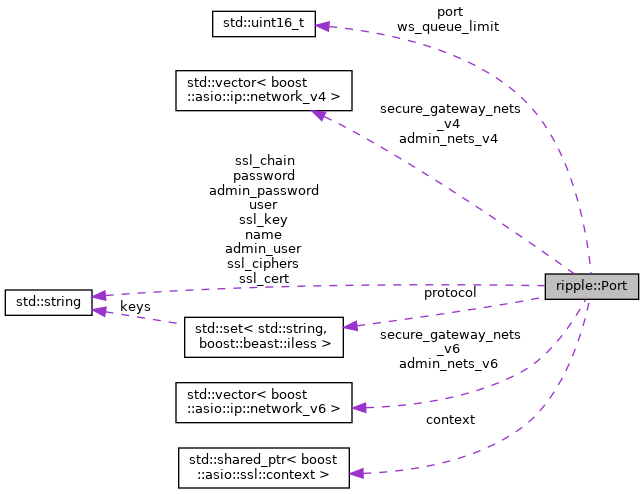 port
ws_queue_limit
std::uint16_t
std::vector< boost
::asio::ip::network_v4 >
secure_gateway_nets
_v4
admin_nets_v4
ssl_chain
password
admin_password
user
ssl_key
name
admin_user
ssl_ciphers
ssl_cert
ripple::Port
std::string
keys
protocol
std::set< std::string,
boost::beast::iless >
secure_gateway_nets
_v6
admin_nets_v6
std::vector< boost
::asio::ip::network_v6 >
context
std::shared_ptr< boost
::asio::ssl::context >